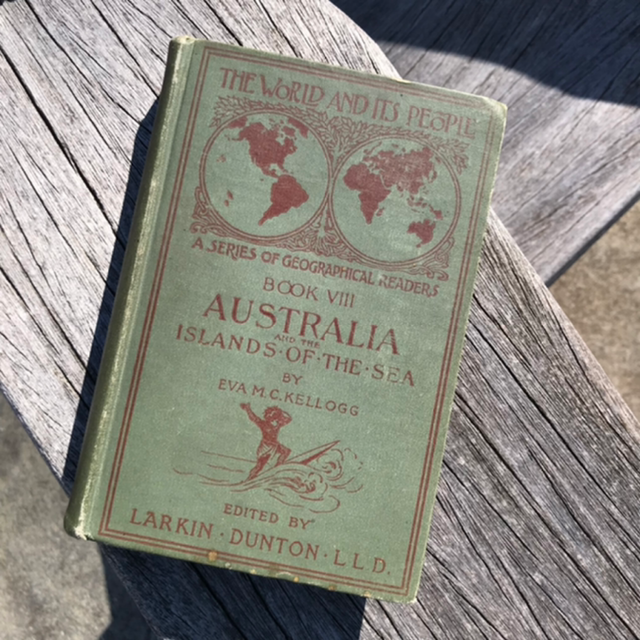 THE WORLD AND ITS PEOPLE
A SERIES OF GEOGRAPHICAL READERS
BOOK VIII
AUSTRALIA
AND THE
ISLANDS·OF·THE·SEA
BY
EVA M.C.KELLOGG
EDITED BY
LARKIN·DUNTON·L.L.D.